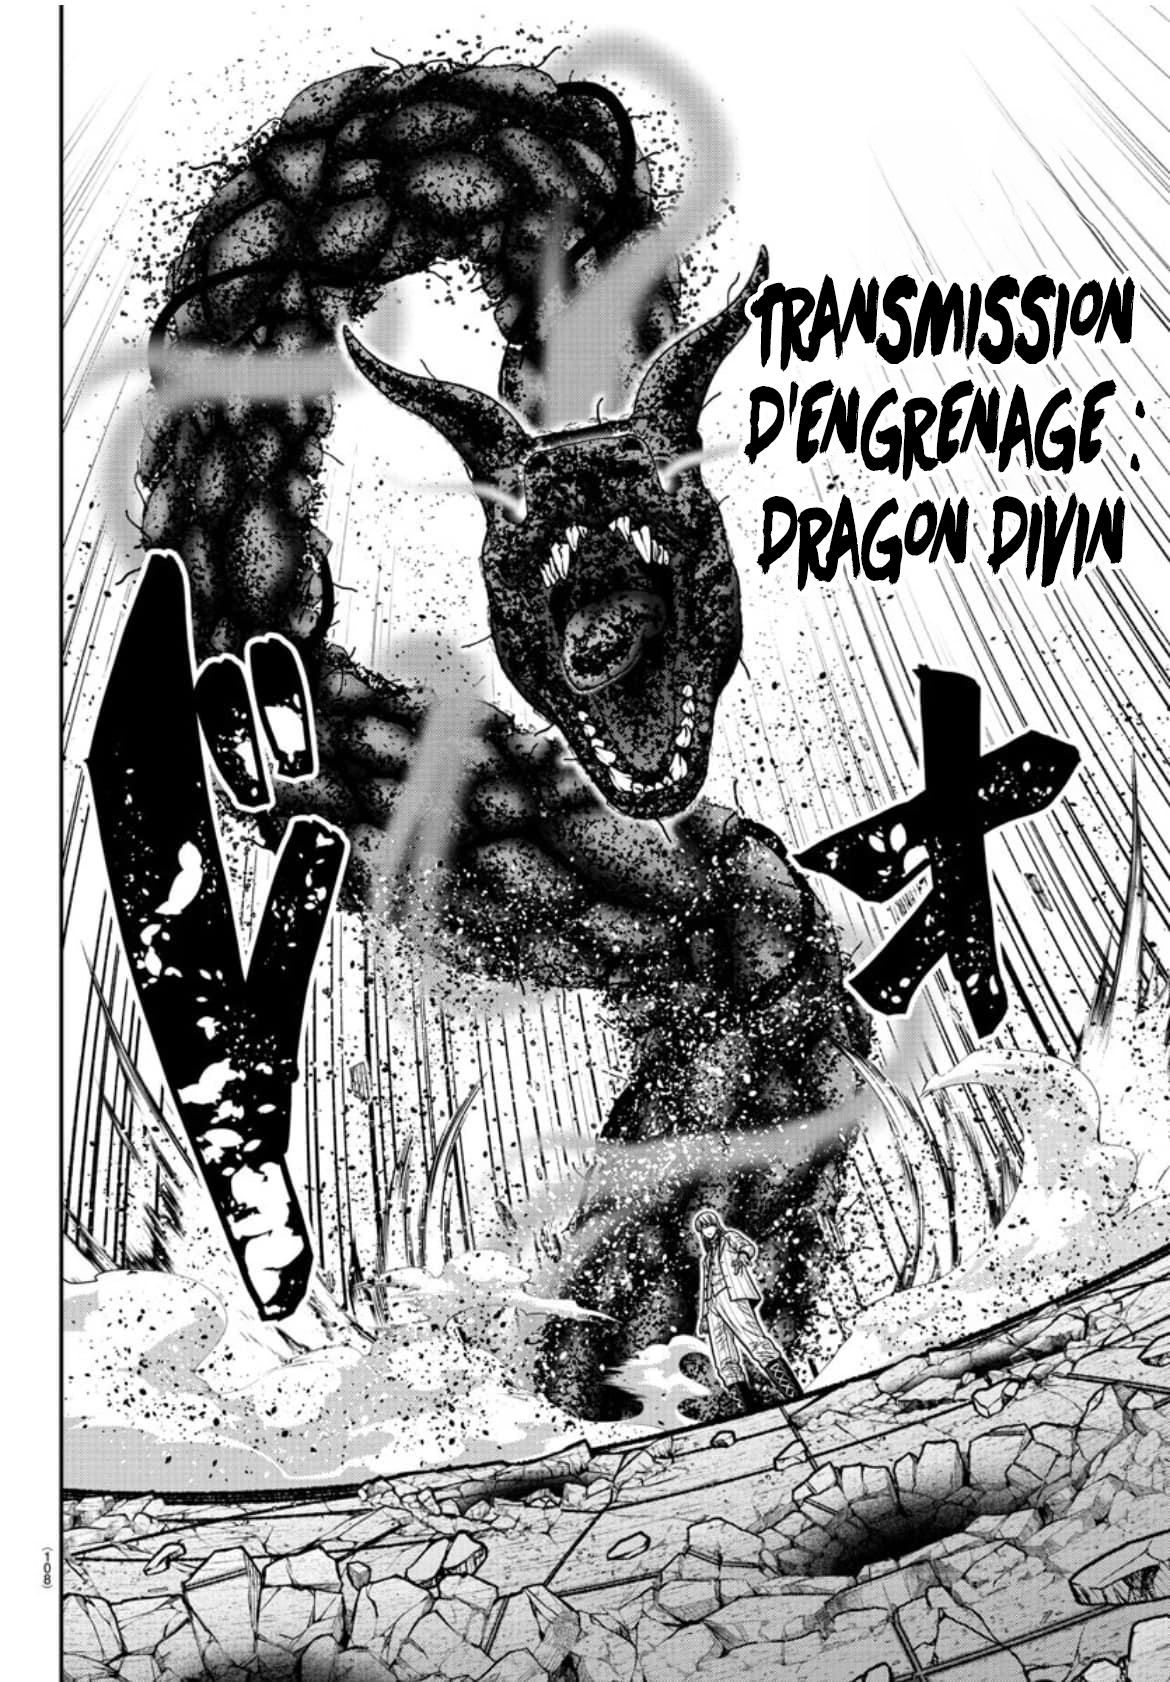 TRANSMISSION
D'ENGRENAGE :
DRAGON DIVIN
ドオ
(108)